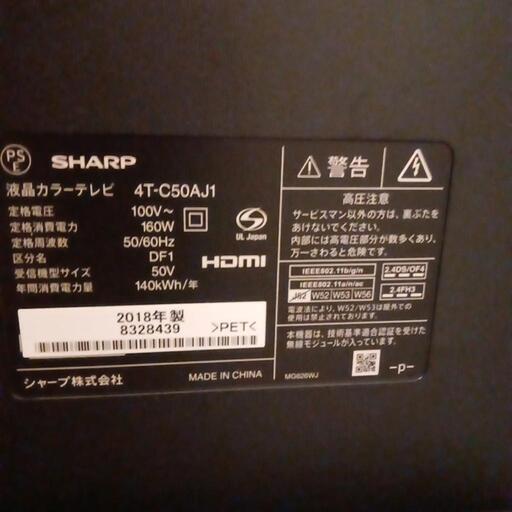 PS E
SHARP
液晶カラーテレビ 4T-C50AJ1
定格電圧 100V～
定格消費電力 160W
定格周波数 50/60Hz
区分名 DF1
受信機型サイズ 50V
年間消費電力量 140kWh/年
UL Japan
HDMI
2018年製
8328439 >PET<
シャープ株式会社 MADE IN CHINA
警告
高圧注意
サービスマン以外の方は、裏ぶたを
あけないでください。
内部には高電圧部分が数多くあり、
万一さわると危険です。
IEEE802.11b/g/n 2.4DS/OF4
IEEE802.11a/n/ac
J52 W52 W53 W56 2.4FH3
電波法により、W52/W53は屋外での
使用は禁じられています。
本機器は、技術基準適合認証を受けた
無線モジュールが入っています。
MG626WJ
-p-